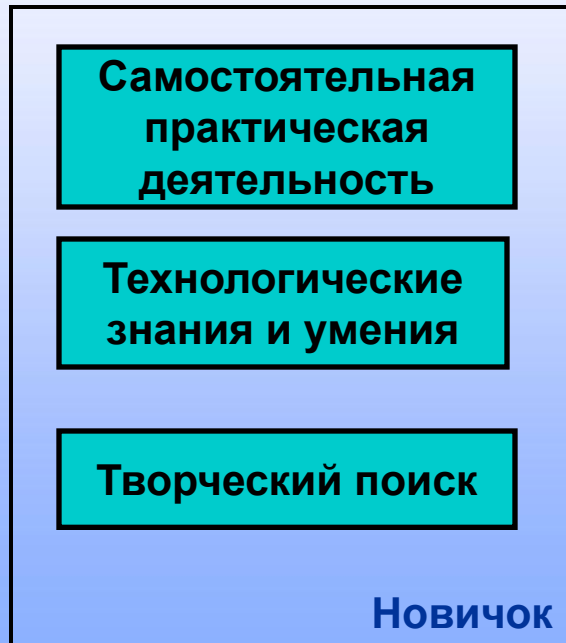 Самостоятельная
практическая
деятельность
Технологические
знания и умения
Творческий поиск
Новичок